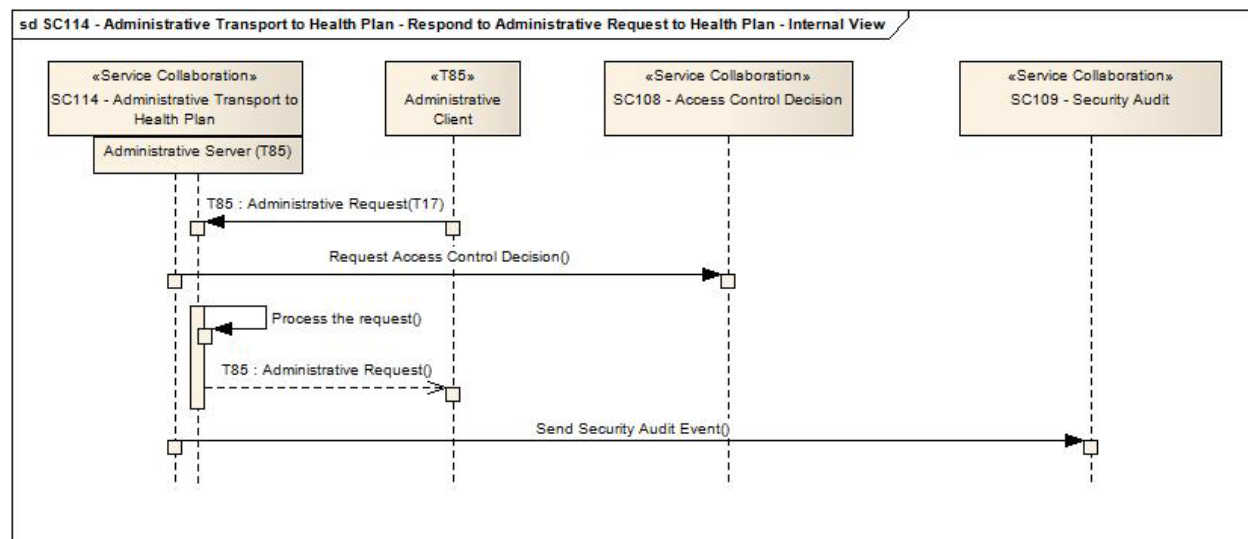 sd SC114 - Administrative Transport to Health Plan - Respond to Administrative Request to Health Plan - Internal View
«Service Collaboration»
SC114 - Administrative Transport to
Health Plan
Administrative Server (T85)
«T85»
Administrative
Client
«Service Collaboration»
SC108 - Access Control Decision
«Service Collaboration»
SC109 - Security Audit
T85 : Administrative Request(T17)
Request Access Control Decision()
Process the request()
T85 : Administrative Request()
Send Security Audit Event()